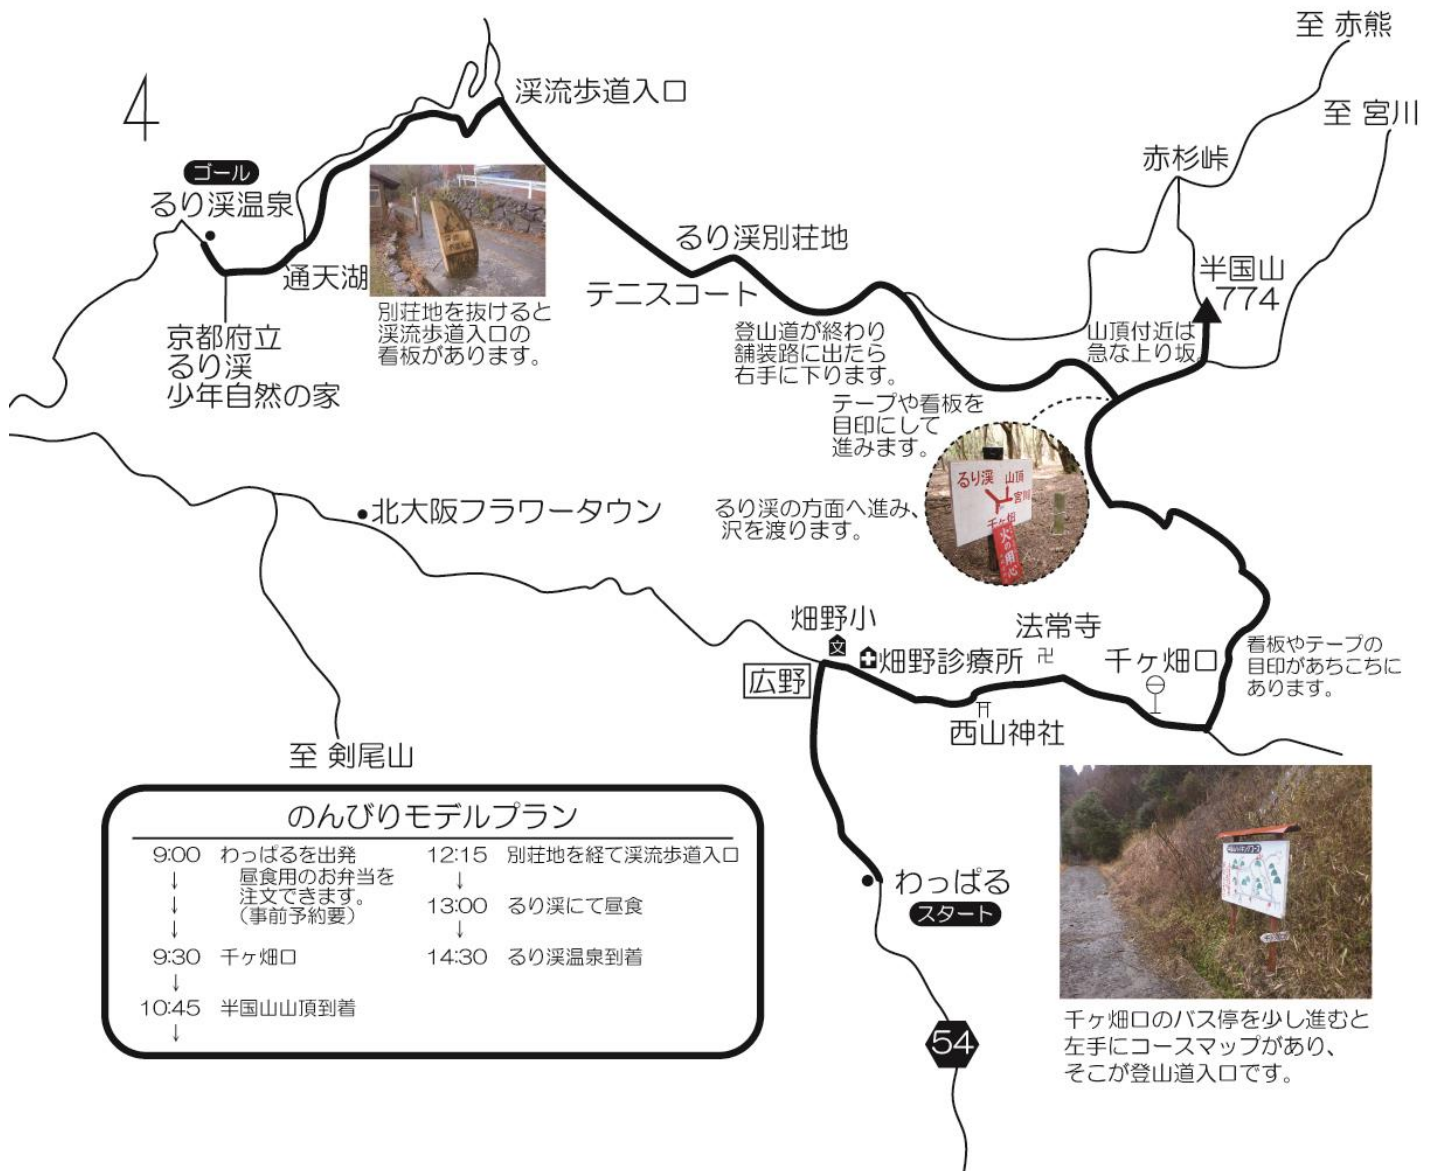 至 赤熊
4
渓流歩道入口
至 宮川
赤杉峠
ゴール
るり渓温泉
るり渓別荘地
半国山
774
通天湖
テニスコート
別荘地を抜けると
渓流歩道入口の
看板があります。
登山道が終わり
舗装路に出たら
右手に下ります。
山頂付近は
急な上り坂。
京都府立
るり渓
少年自然の家
テープや看板を
目印にして
進みます。
るり渓 山頂
宮川
千ヶ畑
火の用心
るり渓の方面へ進み、
沢を渡ります。
北大阪フラワータウン
畑野小
文
畑野診療所
法常寺
卍
千ヶ畑口
看板やテープの
目印があちこちに
あります。
広野
西山神社
至 剣尾山
のんびりモデルプラン
9:00 わっぱるを出発
↓ 昼食用のお弁当を
↓ 注文できます。
↓ (事前予約要)
9:30 千ヶ畑口
↓
10:45 半国山山頂到着
↓
12:15 別荘地を経て渓流歩道入口
↓
13:00 るり渓にて昼食
↓
14:30 るり渓温泉到着
わっぱる
スタート
54
千ヶ畑口のバス停を少し進むと
左手にコースマップがあり、
そこが登山道入口です。